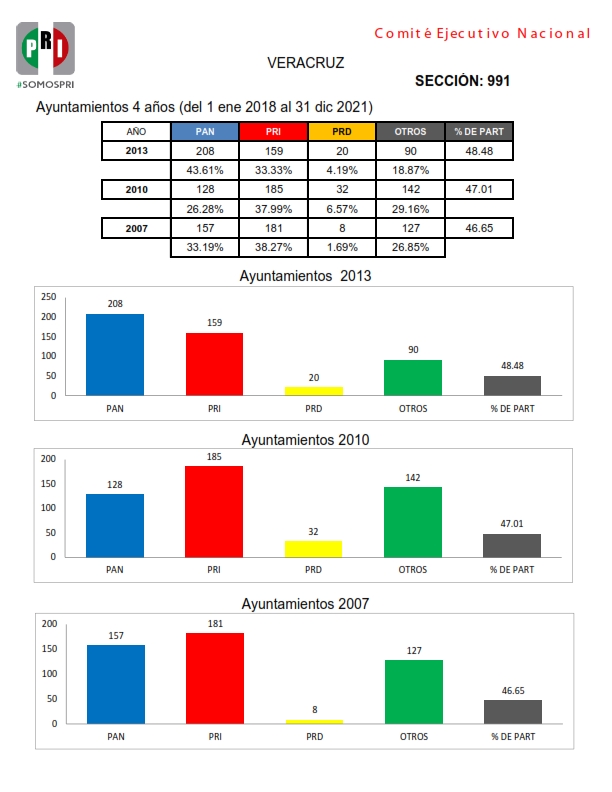 Comité Ejecutivo Nacional
PRI
#SOMOSPRI
VERACRUZ
SECCIÓN: 991
Ayuntamientos 4 años (del 1 ene 2018 al 31 dic 2021)
AÑO PAN PRI PRD OTROS % DE PART
2013 208 159 20 90 48.48
43.61% 33.33% 4.19% 18.87%
2010 128 185 32 142 47.01
26.28% 37.99% 6.57% 29.16%
2007 157 181 8 127 46.65
33.19% 38.27% 1.69% 26.85%
Ayuntamientos 2013
250
200
150
100
50
0
208 159 20 90 48.48
PAN PRI PRD OTROS % DE PART
Ayuntamientos 2010
200
150
100
50
0
128 185 32 142 47.01
PAN PRI PRD OTROS % DE PART
Ayuntamientos 2007
200
150
100
50
0
157 181 8 127 46.65
PAN PRI PRD OTROS % DE PART